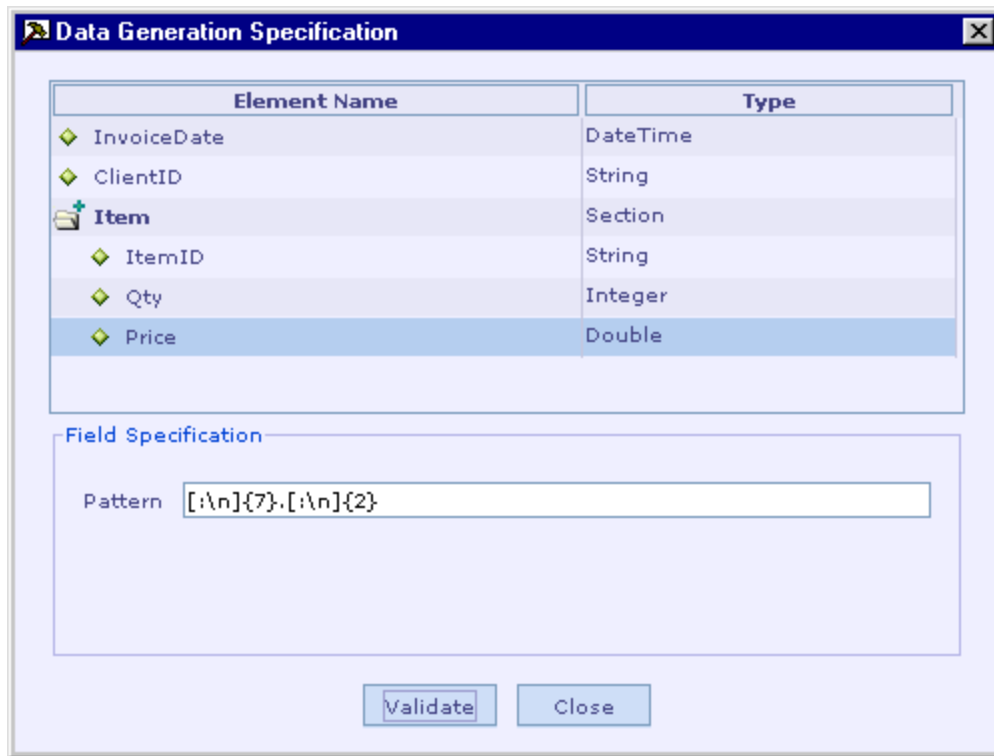 Data Generation Specification
Element Name Type
InvoiceDate DateTime
ClientID String
Item Section
ItemID String
Qty Integer
Price Double
Field Specification
Pattern [:\n]{7}.[:\n]{2}
Validate Close